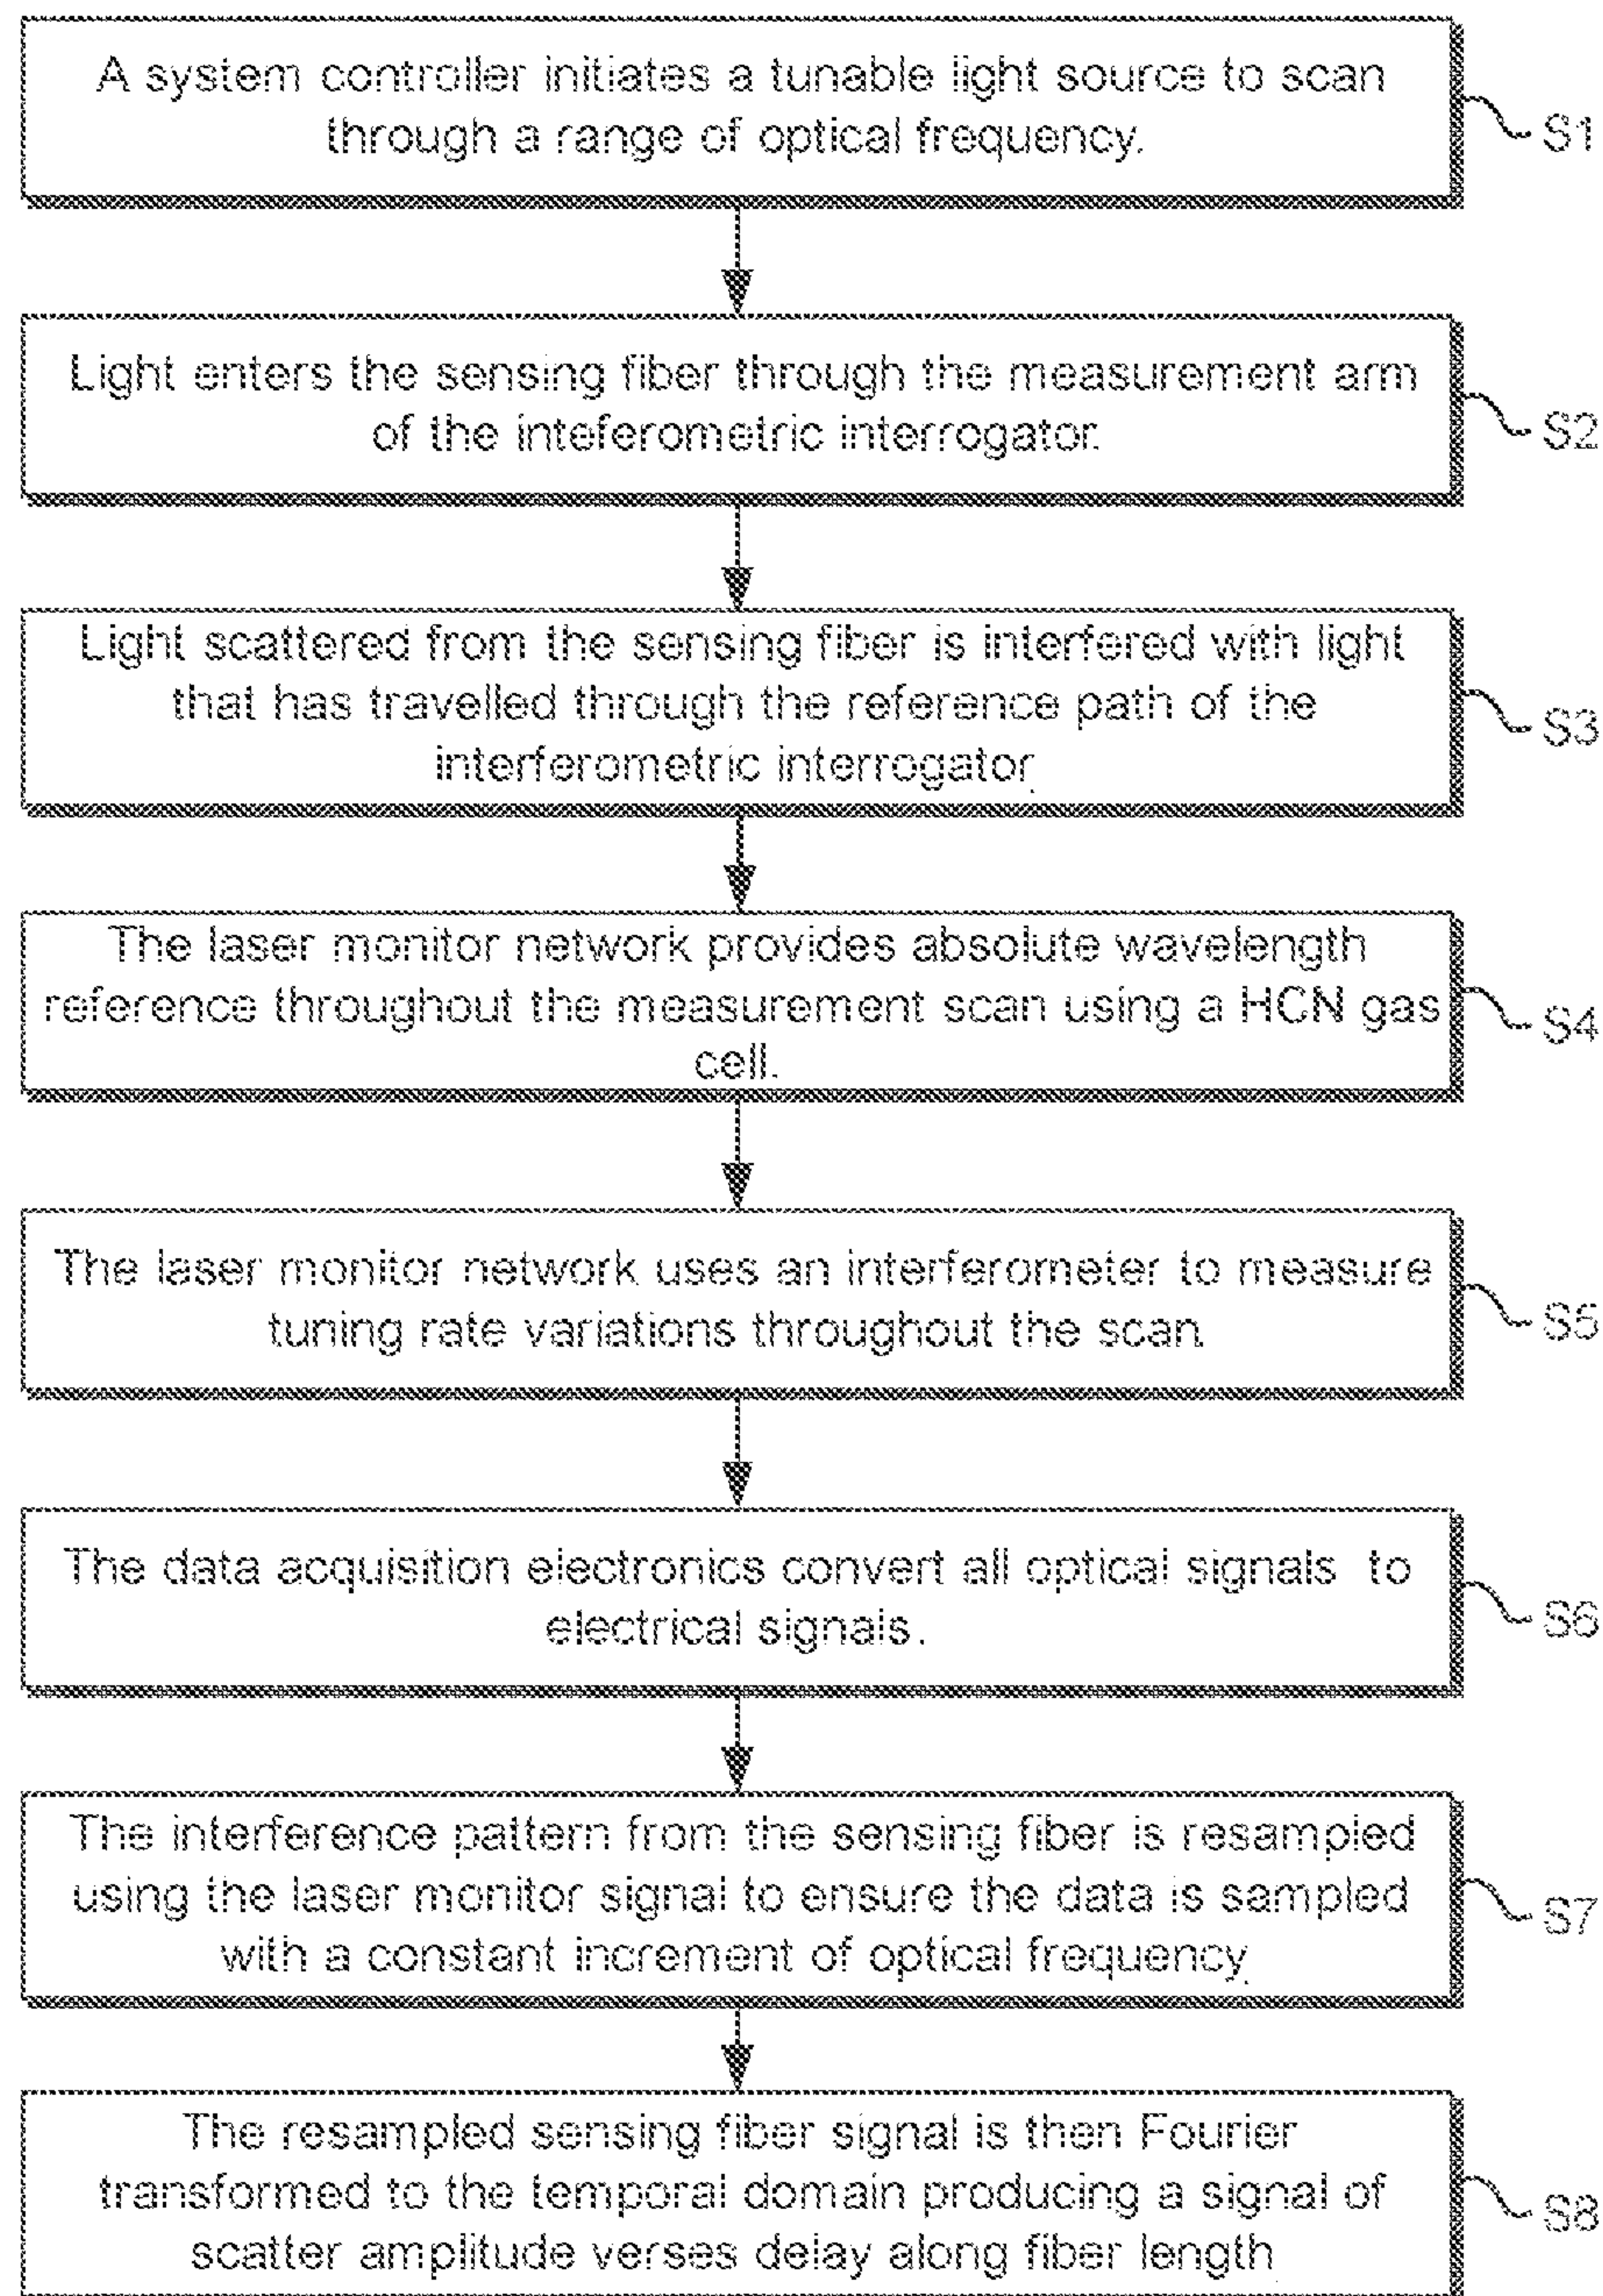 A system controller initiates a tunable light source to scan
through a range of optical frequency.
S1
Light enters the sensing fiber through the measurement arm
of the inteferometric interrogator.
S2
Light scattered from the sensing fiber is interfered with light
that has travelled through the reference path of the
interferometric interrogator.
S3
The laser monitor network provides absolute wavelength
reference throughout the measurement scan using a HCN gas
cell.
S4
The laser monitor network uses an interferometer to measure
tuning rate variations throughout the scan.
S5
The data acquisition electronics convert all optical signals to
electrical signals.
S6
The interference pattern from the sensing fiber is resampled
using the laser monitor signal to ensure the data is sampled
with a constant increment of optical frequency.
S7
The resampled sensing fiber signal is then Fourier
transformed to the temporal domain producing a signal of
scatter amplitude verses delay along fiber length.
S8